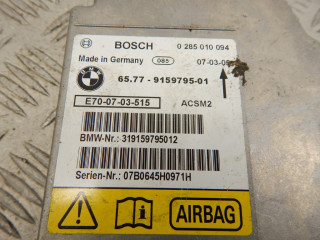 BOSCH 0 285 010 094
Made in Germany 085 07-03-05
65.77 - 9159795-01
E70-07-03-515 ACSM2
BMW-Nr.: 319159795012
Serien-Nr.: 07B0645H0971H
AIRBAG